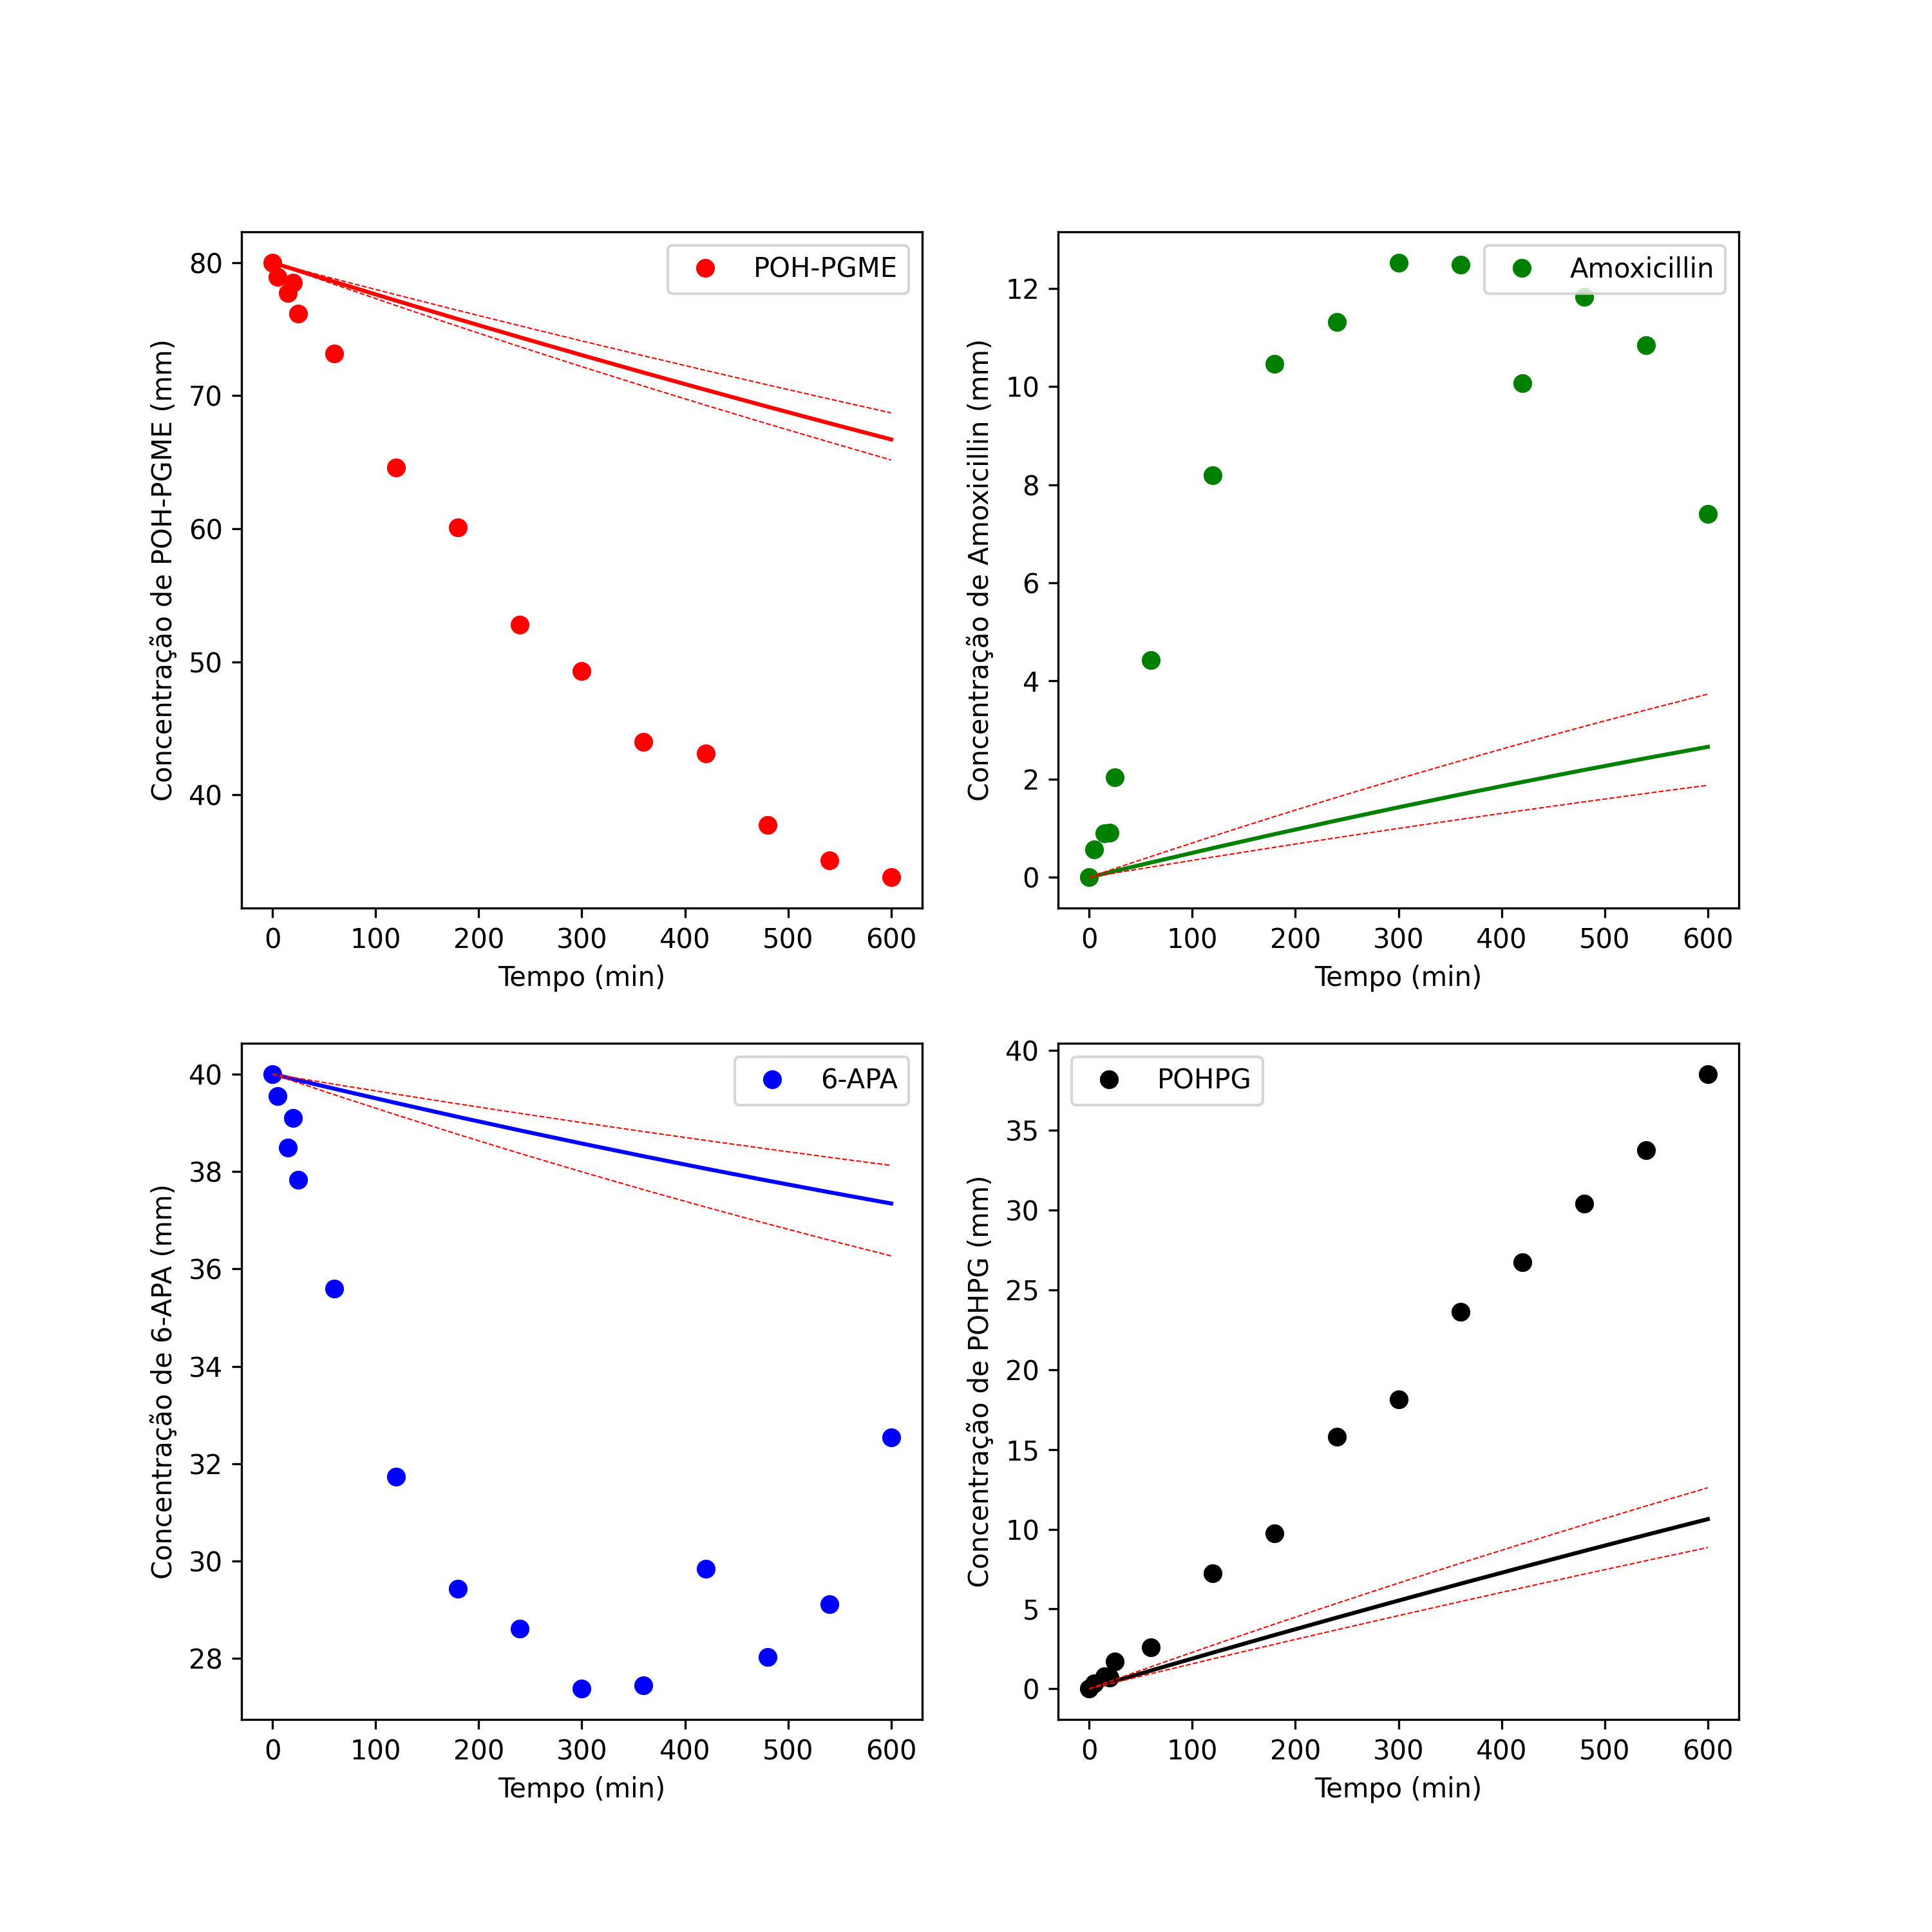 POH-PGME
80
70
60
50
40
Concentração de POH-PGME (mm)
0 100 200 300 400 500 600
Tempo (min)
Amoxicillin
12
10
8
6
4
2
0
Concentração de Amoxicillin (mm)
0 100 200 300 400 500 600
Tempo (min)
6-APA
40
38
36
34
32
30
28
Concentração de 6-APA (mm)
0 100 200 300 400 500 600
Tempo (min)
POHPG
40
35
30
25
20
15
10
5
0
Concentração de POHPG (mm)
0 100 200 300 400 500 600
Tempo (min)